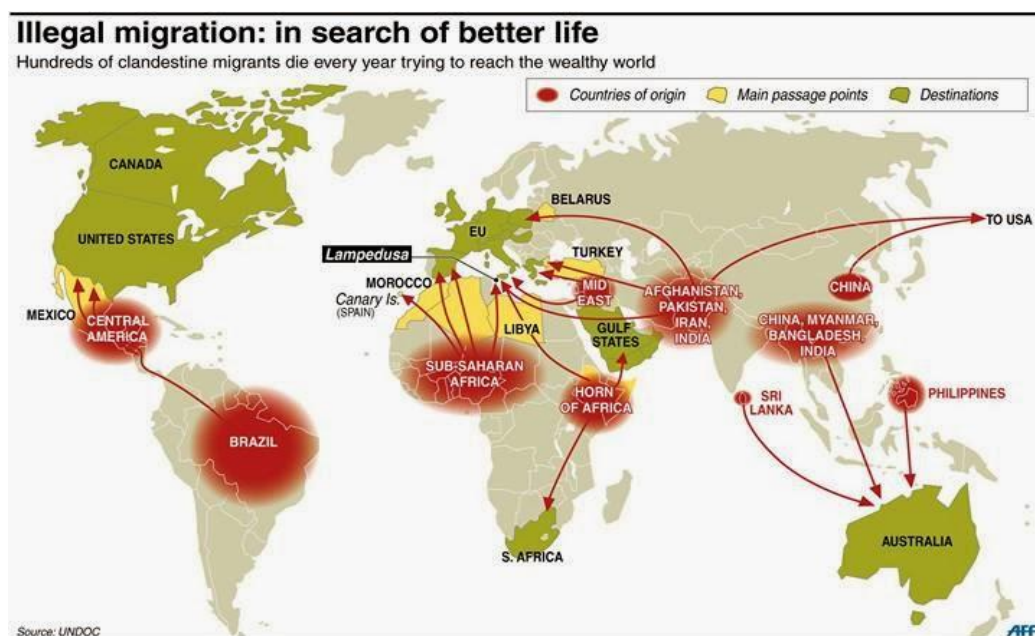 Illegal migration: in search of better life
Hundreds of clandestine migrants die every year trying to reach the wealthy world
Countries of origin
Main passage points
Destinations
CANADA
UNITED STATES
MEXICO
CENTRAL
AMERICA
BRAZIL
BELARUS
EU
Lampedusa
TURKEY
MOROCCO
Canary Is.
(SPAIN)
LIBYA
MID
EAST
GULF
STATES
SUB-SAHARAN
AFRICA
HORN
OF AFRICA
S. AFRICA
AFGHANISTAN,
PAKISTAN,
IRAN,
INDIA
TO USA
CHINA
CHINA, MYANMAR,
BANGLADESH,
INDIA
SRI
LANKA
PHILIPPINES
AUSTRALIA
Source: UNDOC
AFP